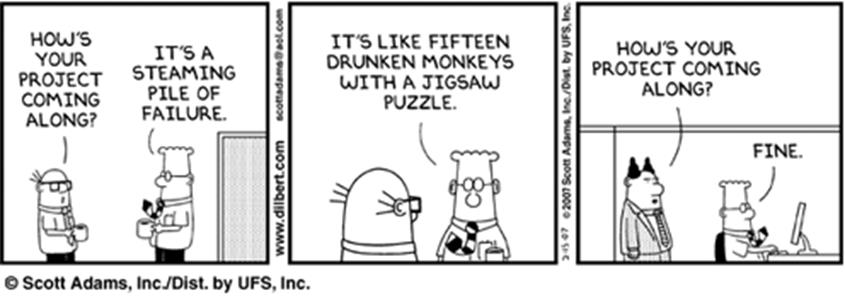 HOW'S
YOUR
PROJECT
COMING
ALONG?
IT'S A
STEAMING
PILE OF
FAILURE.
scottadams@aol.com
www.dilbert.com
IT'S LIKE FIFTEEN
DRUNKEN MONKEYS
WITH A JIGSAW
PUZZLE.
2-15-07 © 2007 Scott Adams, Inc./Dist. by UFS, Inc.
HOW'S YOUR
PROJECT COMING
ALONG?
FINE.
© Scott Adams, Inc./Dist. by UFS, Inc.